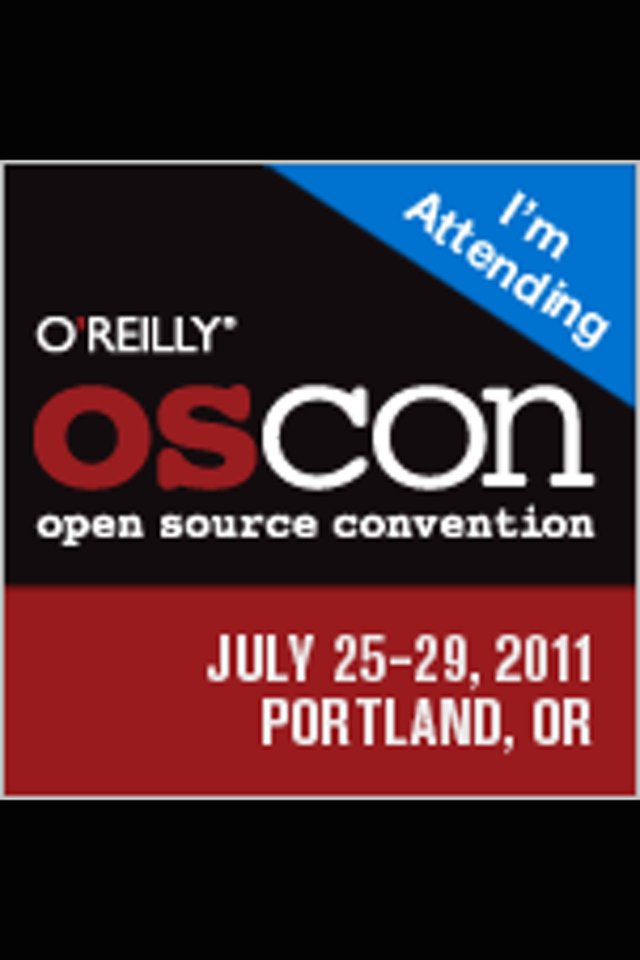 I'm
Attending
O'REILLY®
oscon
open source convention
JULY 25-29, 2011
PORTLAND, OR